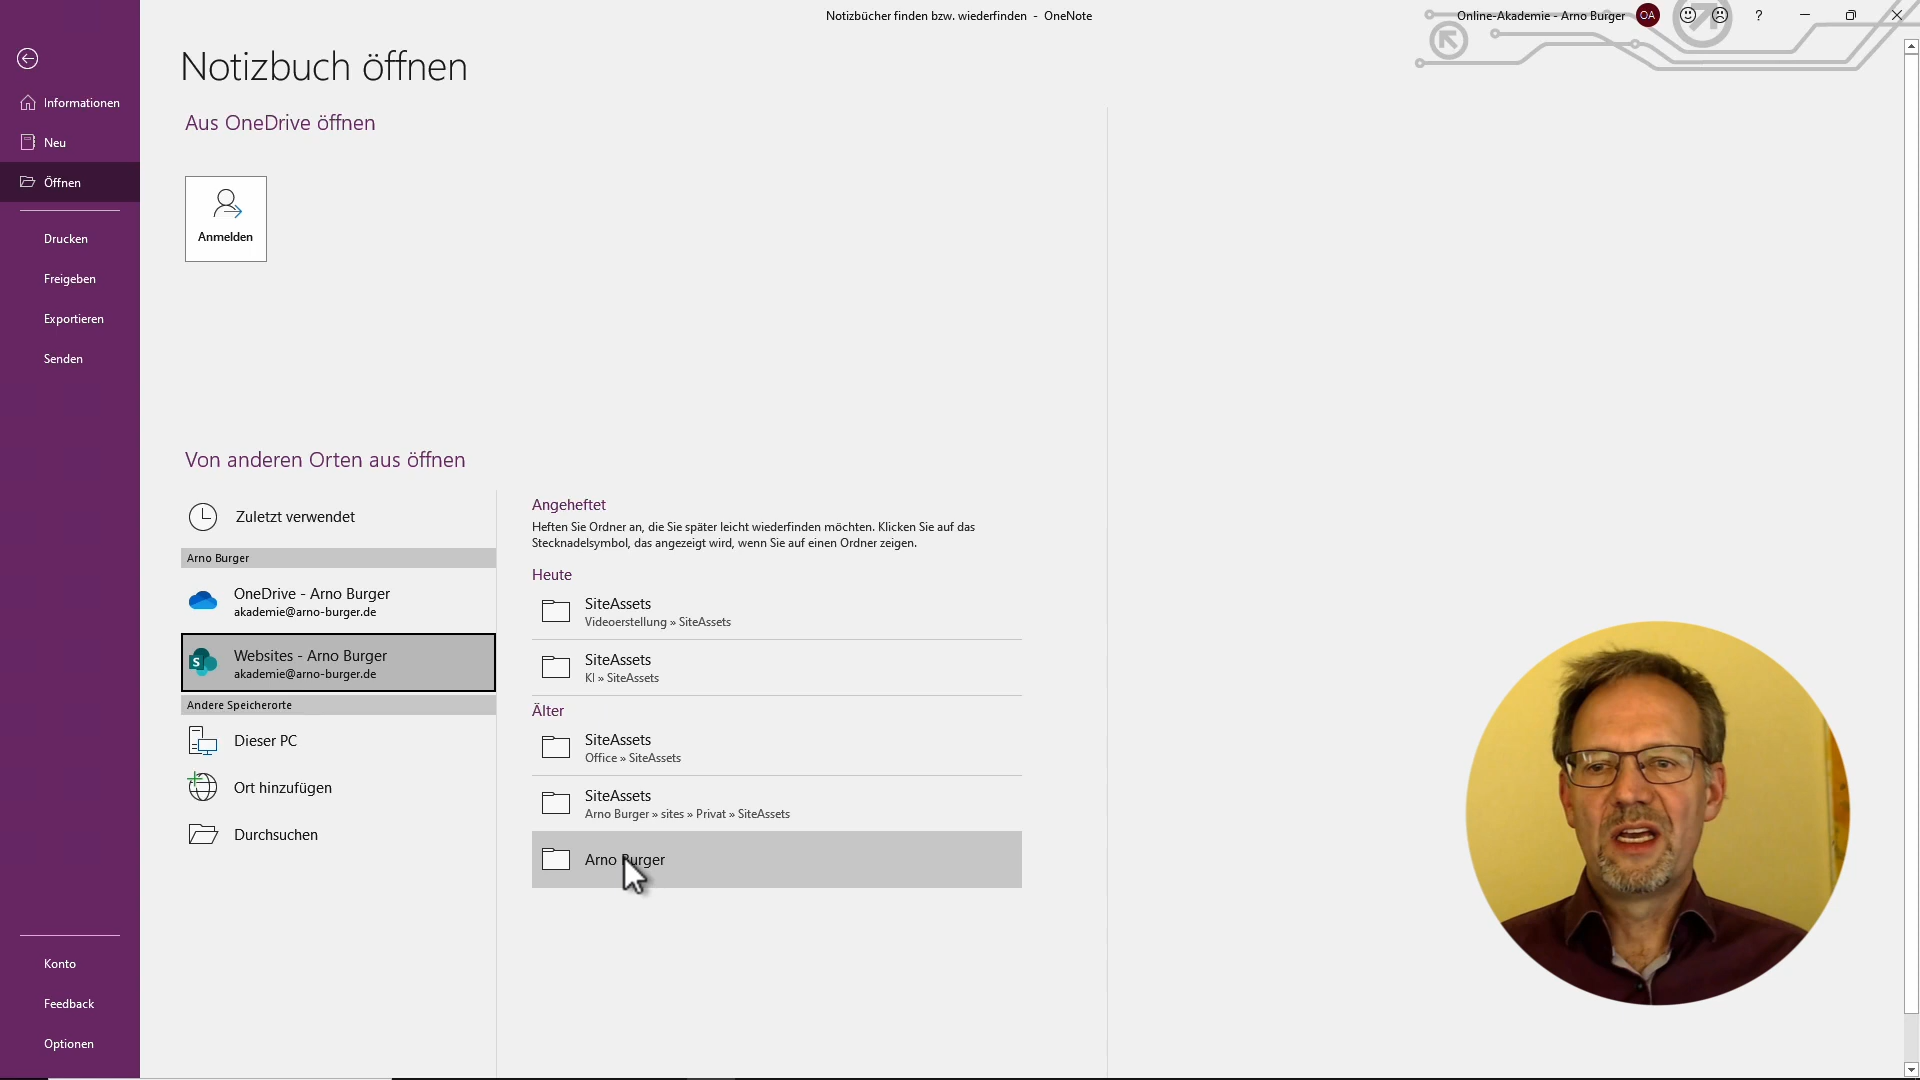 Notizbücher finden bzw. wiederfinden - OneNote
Online-Akademie - Arno Burger
OA
?
Notizbuch öffnen
Informationen
Neu
Öffnen
Drucken
Freigeben
Exportieren
Senden
Konto
Feedback
Optionen
Aus OneDrive öffnen
Anmelden
Von anderen Orten aus öffnen
Zuletzt verwendet
Arno Burger
OneDrive - Arno Burger
akademie@arno-burger.de
S
Websites - Arno Burger
akademie@arno-burger.de
Andere Speicherorte
Dieser PC
Ort hinzufügen
Durchsuchen
Angeheftet
Heften Sie Ordner an, die Sie später leicht wiederfinden möchten. Klicken Sie auf das
Stecknadelsymbol, das angezeigt wird, wenn Sie auf einen Ordner zeigen.
Heute
SiteAssets
Videoerstellung » SiteAssets
SiteAssets
KI » SiteAssets
Älter
SiteAssets
Office » SiteAssets
SiteAssets
Arno Burger » sites » Privat » SiteAssets
Arno Burger